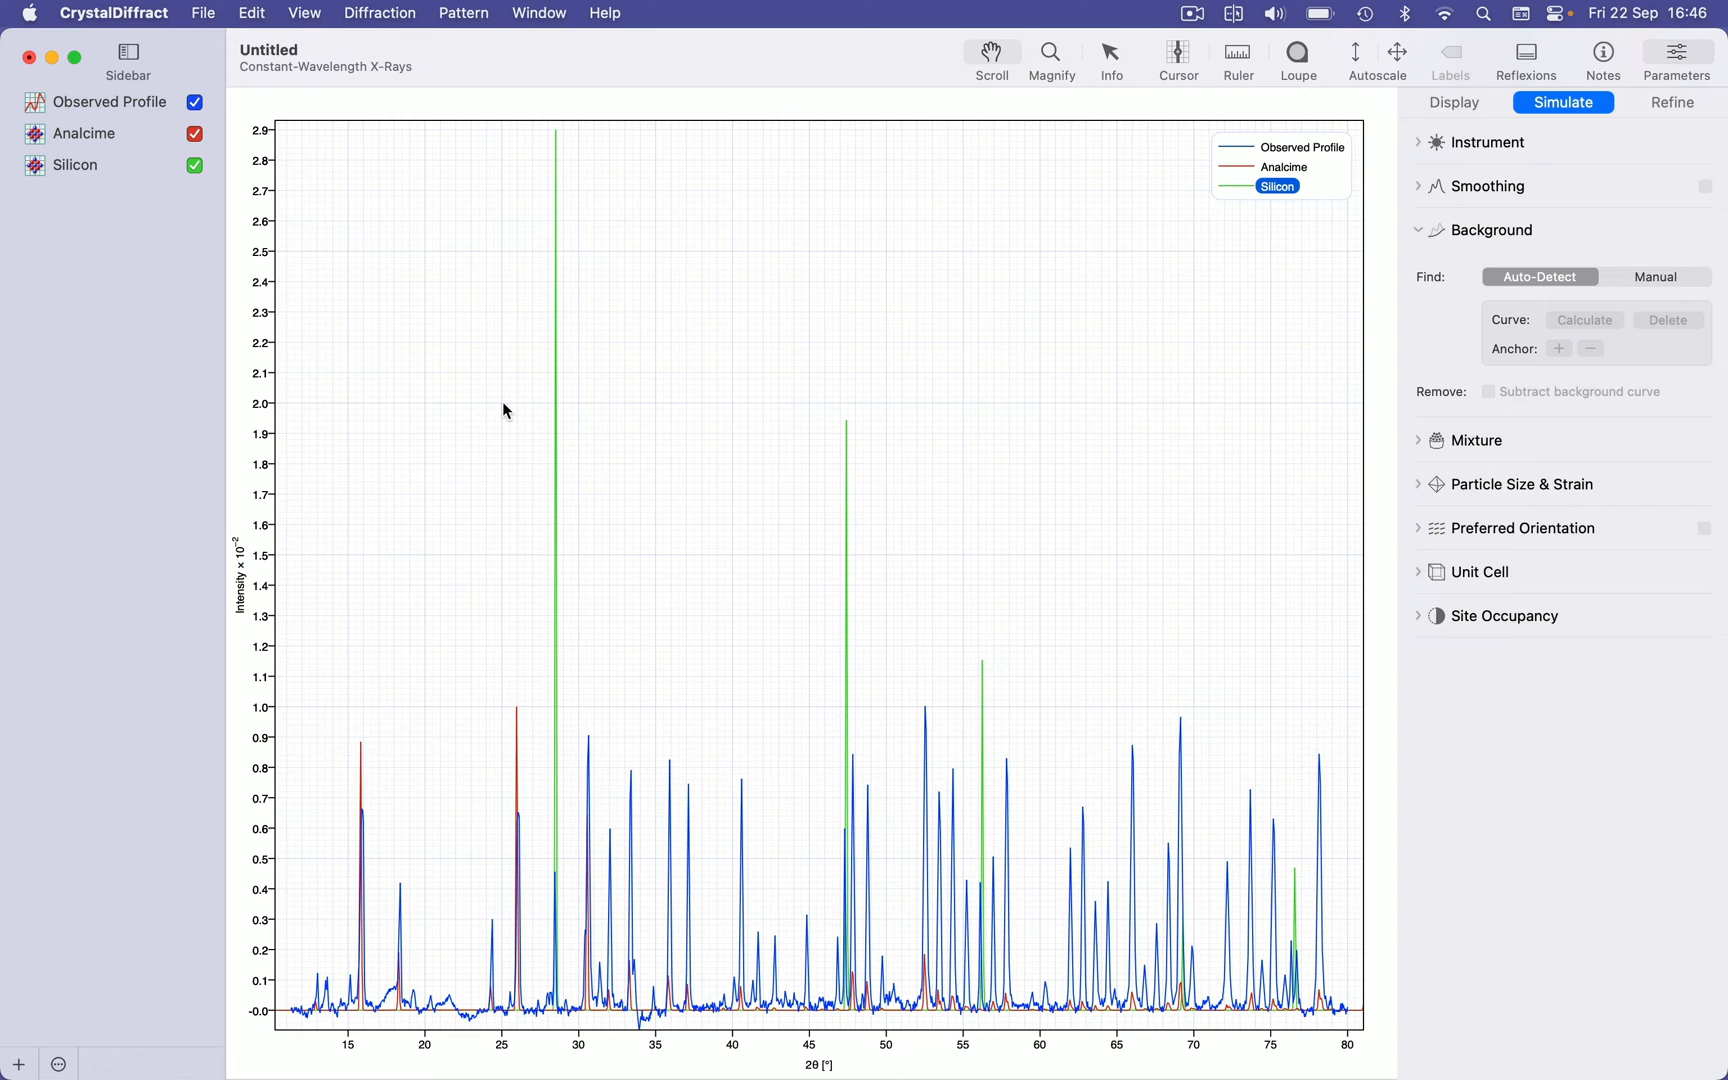 CrystalDiffract File Edit View Diffraction Pattern Window Help Fri 22 Sep 16:46
Sidebar
Untitled
Constant-Wavelength X-Rays
Scroll Magnify Info Cursor Ruler Loupe Autoscale Labels Reflexions Notes Parameters
Observed Profile
Analcime
Silicon
Observed Profile
Analcime
Silicon
2.9
2.8
2.7
2.6
2.5
2.4
2.3
2.2
2.1
2.0
1.9
1.8
1.7
1.6
1.5
1.4
1.3
1.2
1.1
1.0
0.9
0.8
0.7
0.6
0.5
0.4
0.3
0.2
0.1
-0.0
Intensity × 10⁻²
15 20 25 30 35 40 45 50 55 60 65 70 75 80
2θ [°]
Display Simulate Refine
Instrument
Smoothing
Background
Find: Auto-Detect Manual
Curve: Calculate Delete
Anchor: + −
Remove: Subtract background curve
Mixture
Particle Size & Strain
Preferred Orientation
Unit Cell
Site Occupancy